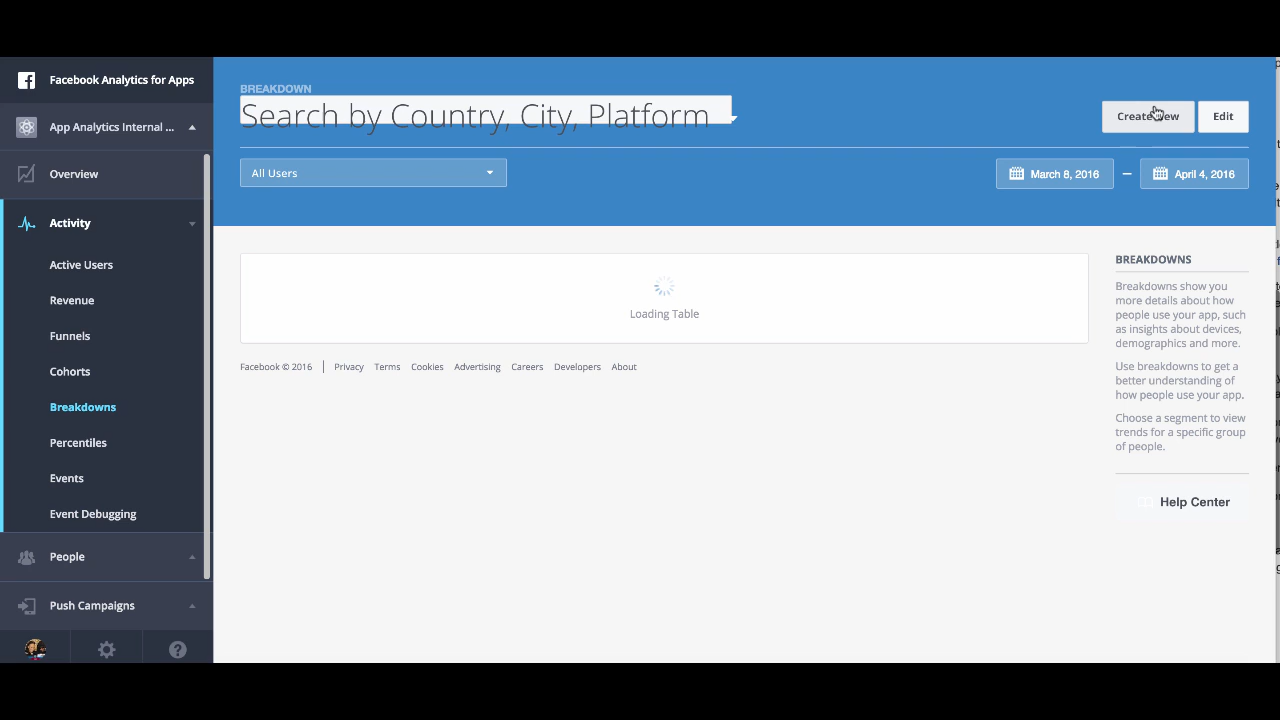 Facebook Analytics for Apps
App Analytics Internal ...
Overview
Activity
Active Users
Revenue
Funnels
Cohorts
Breakdowns
Percentiles
Events
Event Debugging
People
Push Campaigns
BREAKDOWN
Search by Country, City, Platform
Create New
Edit
All Users
March 8, 2016 – April 4, 2016
Loading Table
Facebook © 2016 | Privacy Terms Cookies Advertising Careers Developers About
BREAKDOWNS
Breakdowns show you
more details about how
people use your app, such
as insights about devices,
demographics and more.
Use breakdowns to get a
better understanding of
how people use your app.
Choose a segment to view
trends for a specific group
of people.
Help Center